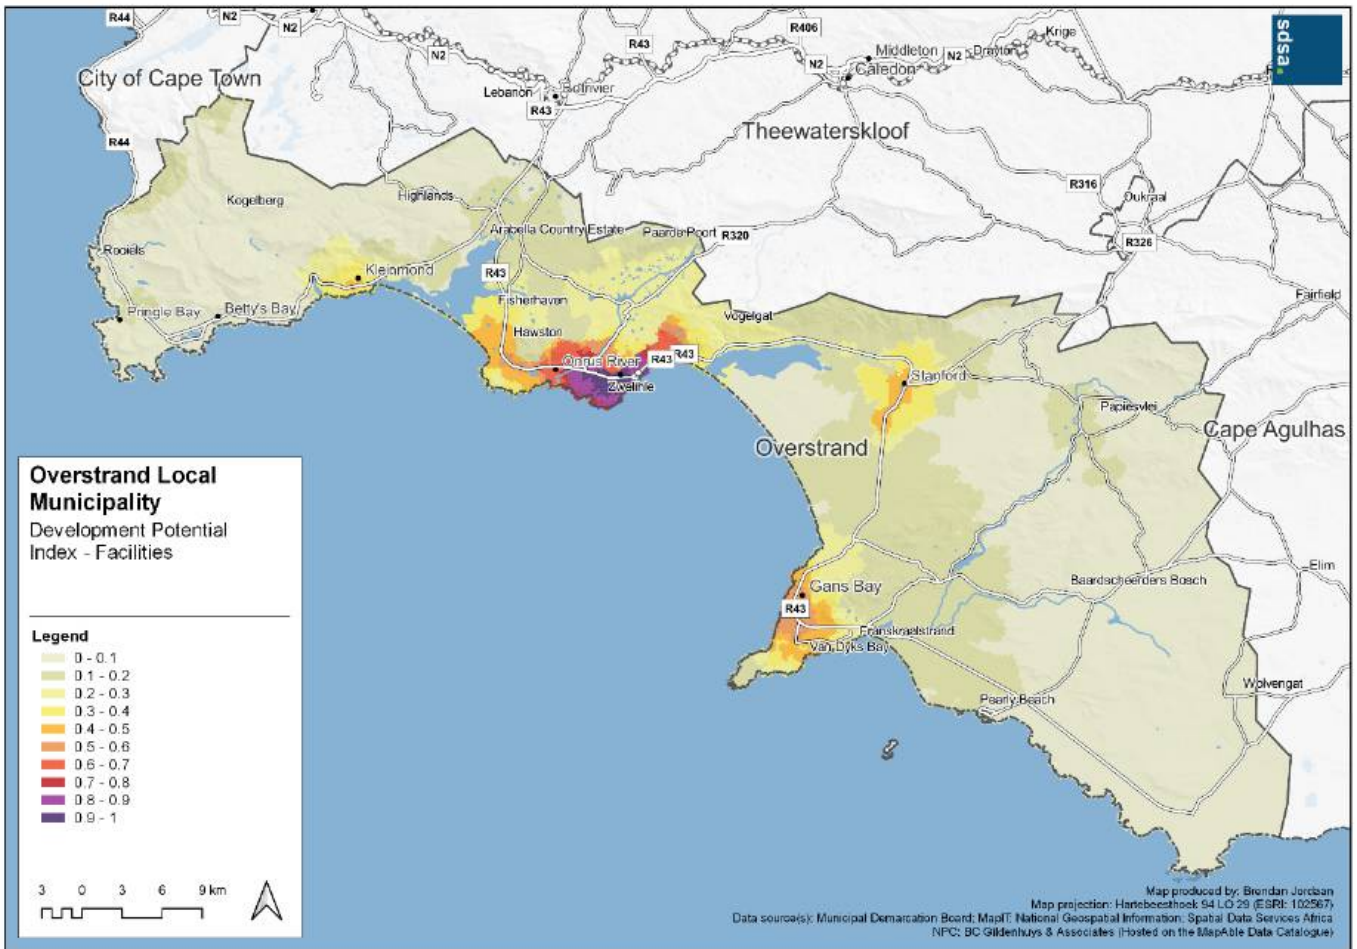 R44
N2
N2
R43
R406
Krige
sdsa.
N2
Middleton
N2
Drayton
N2
Caledon
City of Cape Town
Lebanon
Botrivier
R43
Theewaterskloof
R44
R316
Kogelberg
Highlands
Oukraal
Arabella Country Estate
Paarde Poort
R320
R326
Rooiels
Kleinmond
R43
Fisherhaven
Fairfield
Pringle Bay
Betty's Bay
Vogelgat
Hawston
Onrus River
R43
R43
Zwelihle
Stanford
Papiesvlei
Cape Agulhas
Overstrand
Overstrand Local
Municipality
Development Potential
Index - Facilities
Elim
Gans Bay
Baardscheerders Bosch
R43
Franskraalstrand
Van Dyks Bay
Wolvengat
Pearly Beach
Legend
0 - 0.1
0.1 - 0.2
0.2 - 0.3
0.3 - 0.4
0.4 - 0.5
0.5 - 0.6
0.6 - 0.7
0.7 - 0.8
0.8 - 0.9
0.9 - 1
3 0 3 6 9 km
Map produced by: Brendan Jordaan
Map projection: Hartebeesthoek 94 LO 29 (ESRI: 102567)
Data source(s): Municipal Demarcation Board; MapIT; National Geospatial Information; Spatial Data Services Africa
NPC; BC Gildenhuys & Associates (Hosted on the MapAble Data Catalogue)